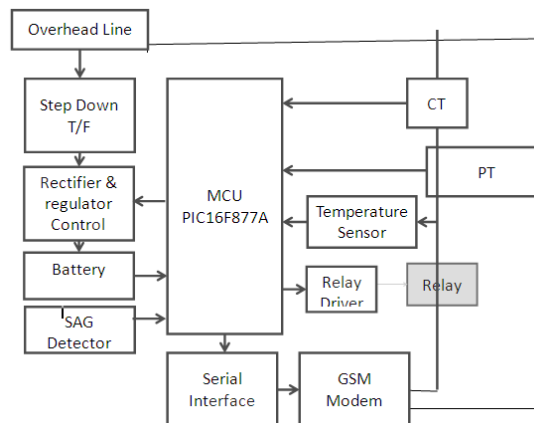 Overhead Line
Step Down
T/F
CT
MCU
PIC16F877A
PT
Rectifier &
regulator
Control
Temperature
Sensor
Battery
Relay
Driver
Relay
SAG
Detector
Serial
Interface
GSM
Modem